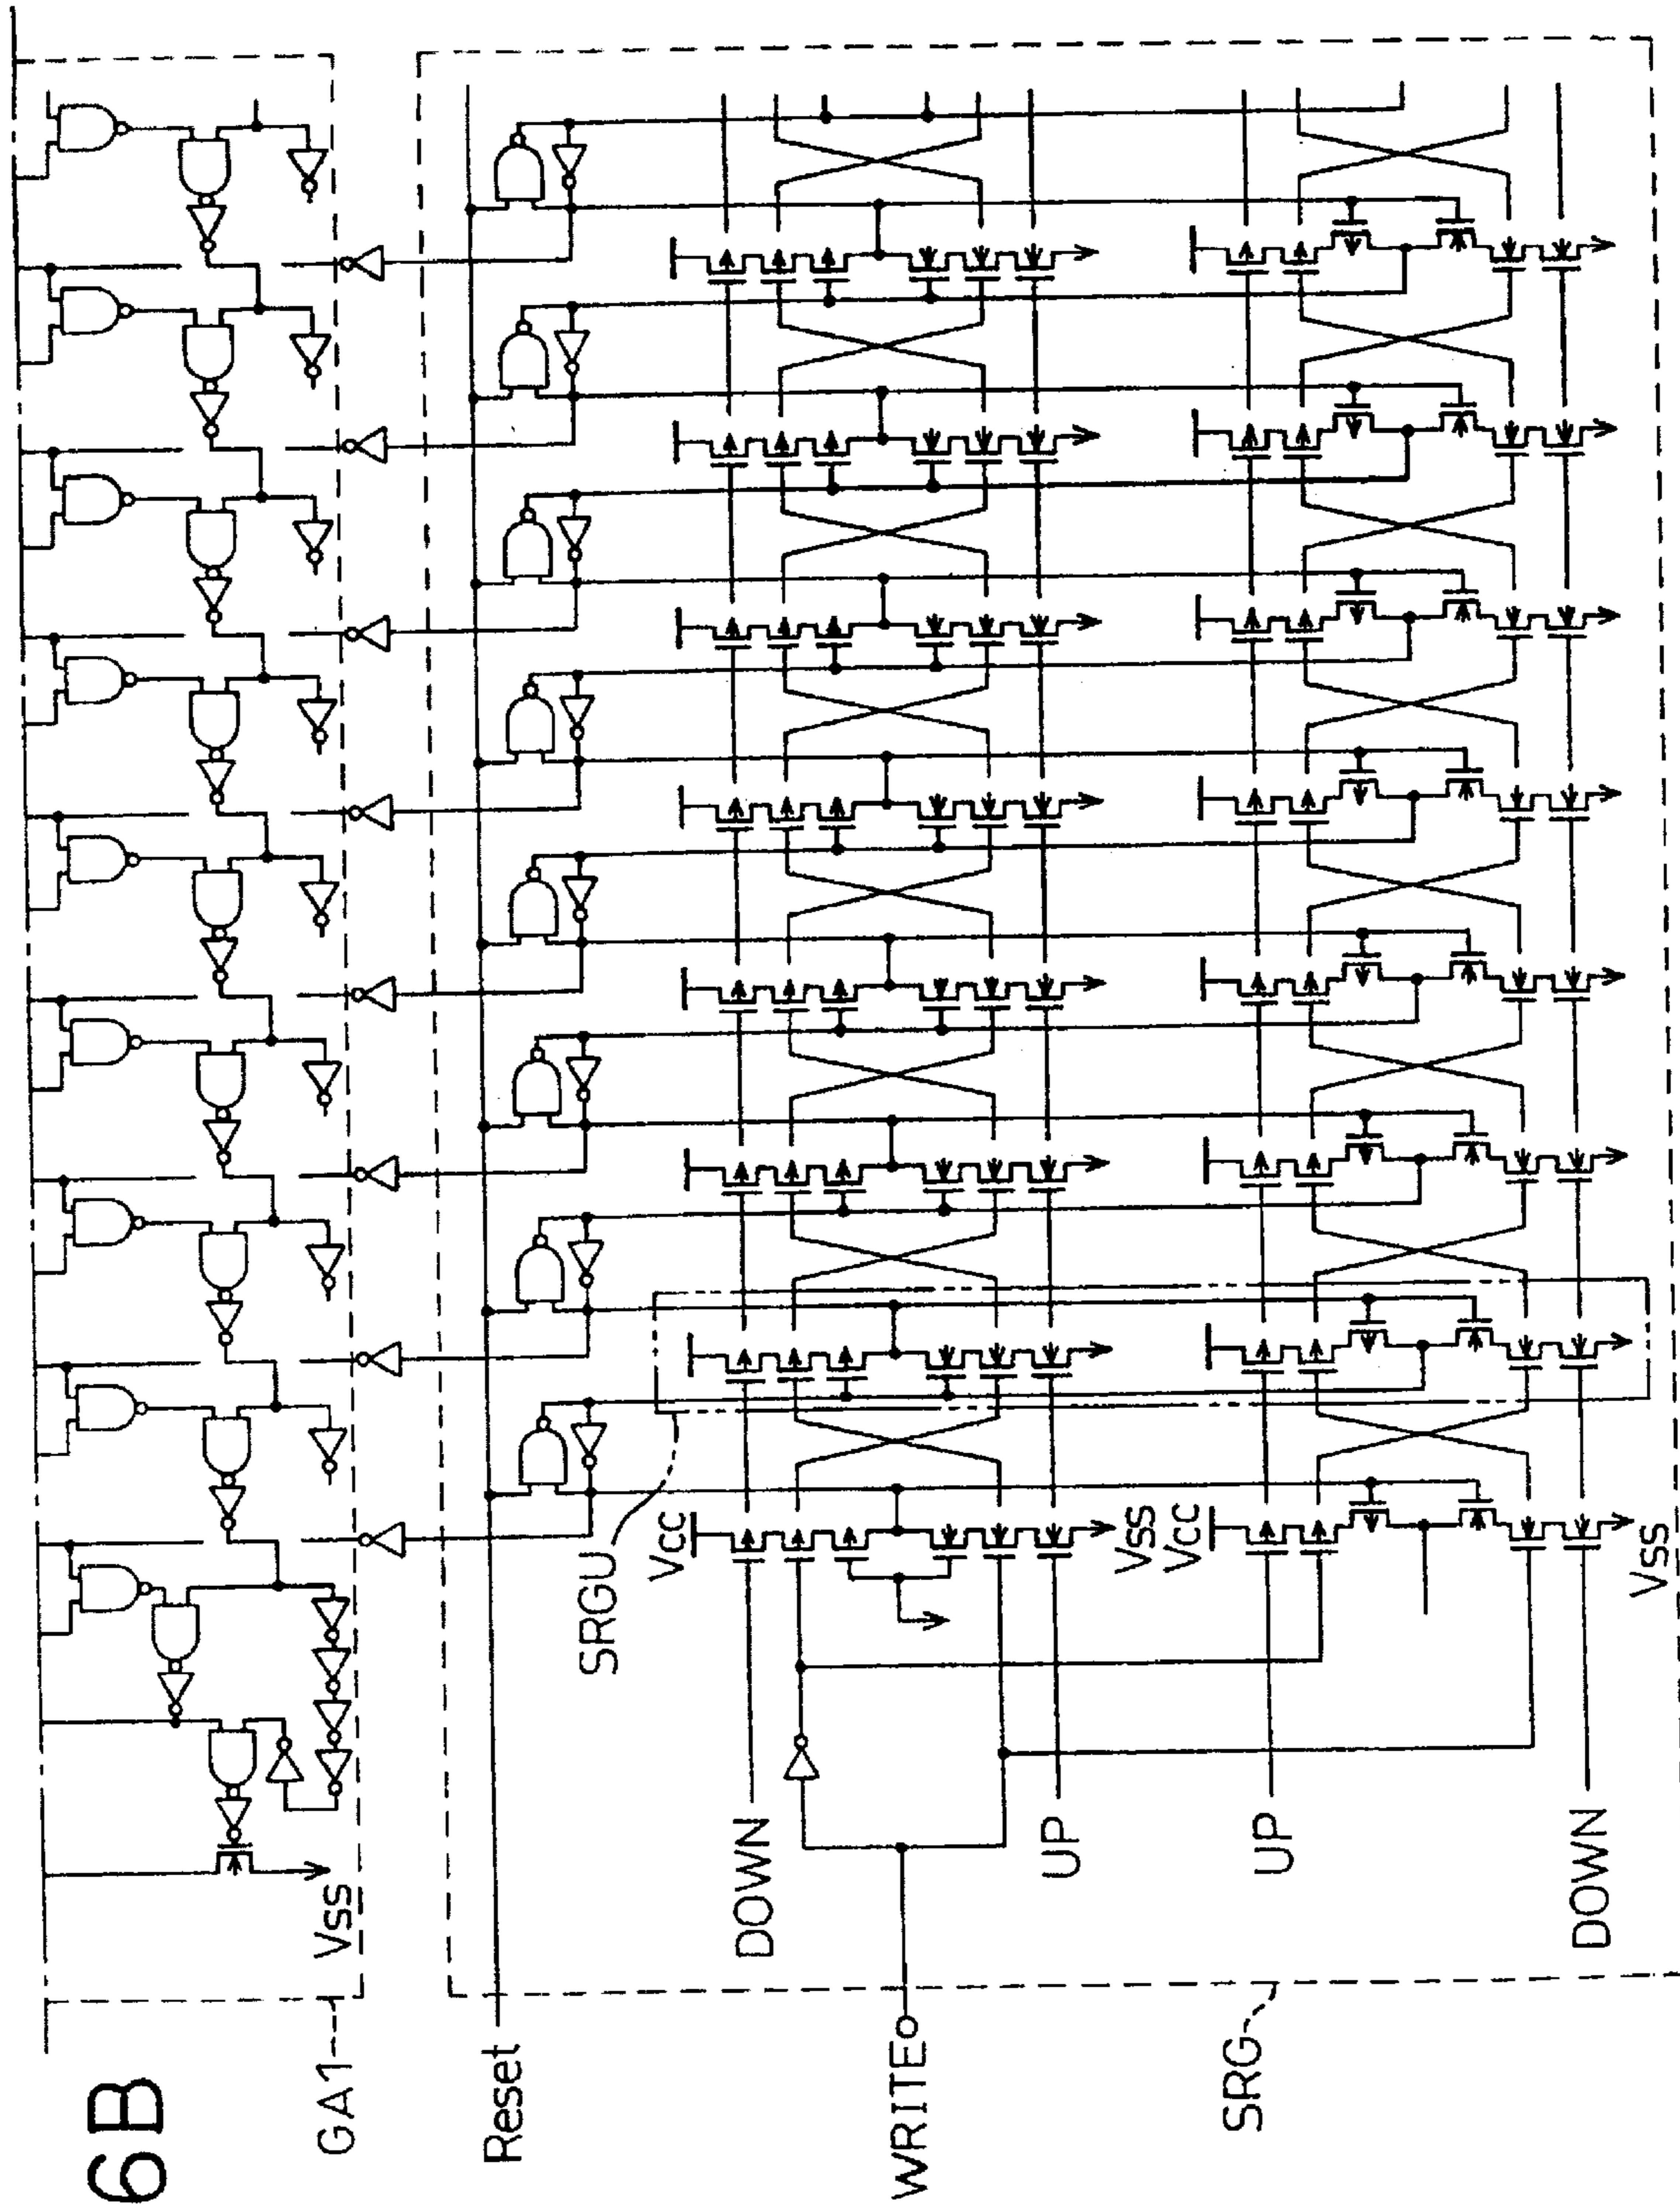 6B
GA1
Vss
Reset
SRGU
Vcc
DOWN
WRITE
UP
Vss
Vcc
UP
SRG
DOWN
Vss